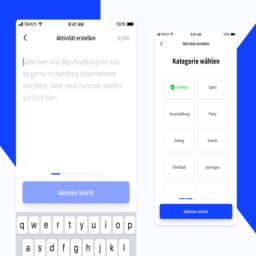 Sketch 9:41 AM 100%
Aktivität erstellen 0/200
Gebe hier eine Beschreibung ein was
du gerne in Hamburg unternehmen
möchtest, viele neue Freunde warten
auf Dich hier.
Nächster Schritt
q w e r t y u i o p
a s d f g h j k l
Sketch 9:41 AM 100%
Aktivität erstellen
Kategorie wählen
Sport
Veranstaltung Party
Events
Paintball Sonstiges
Nächster Schritt